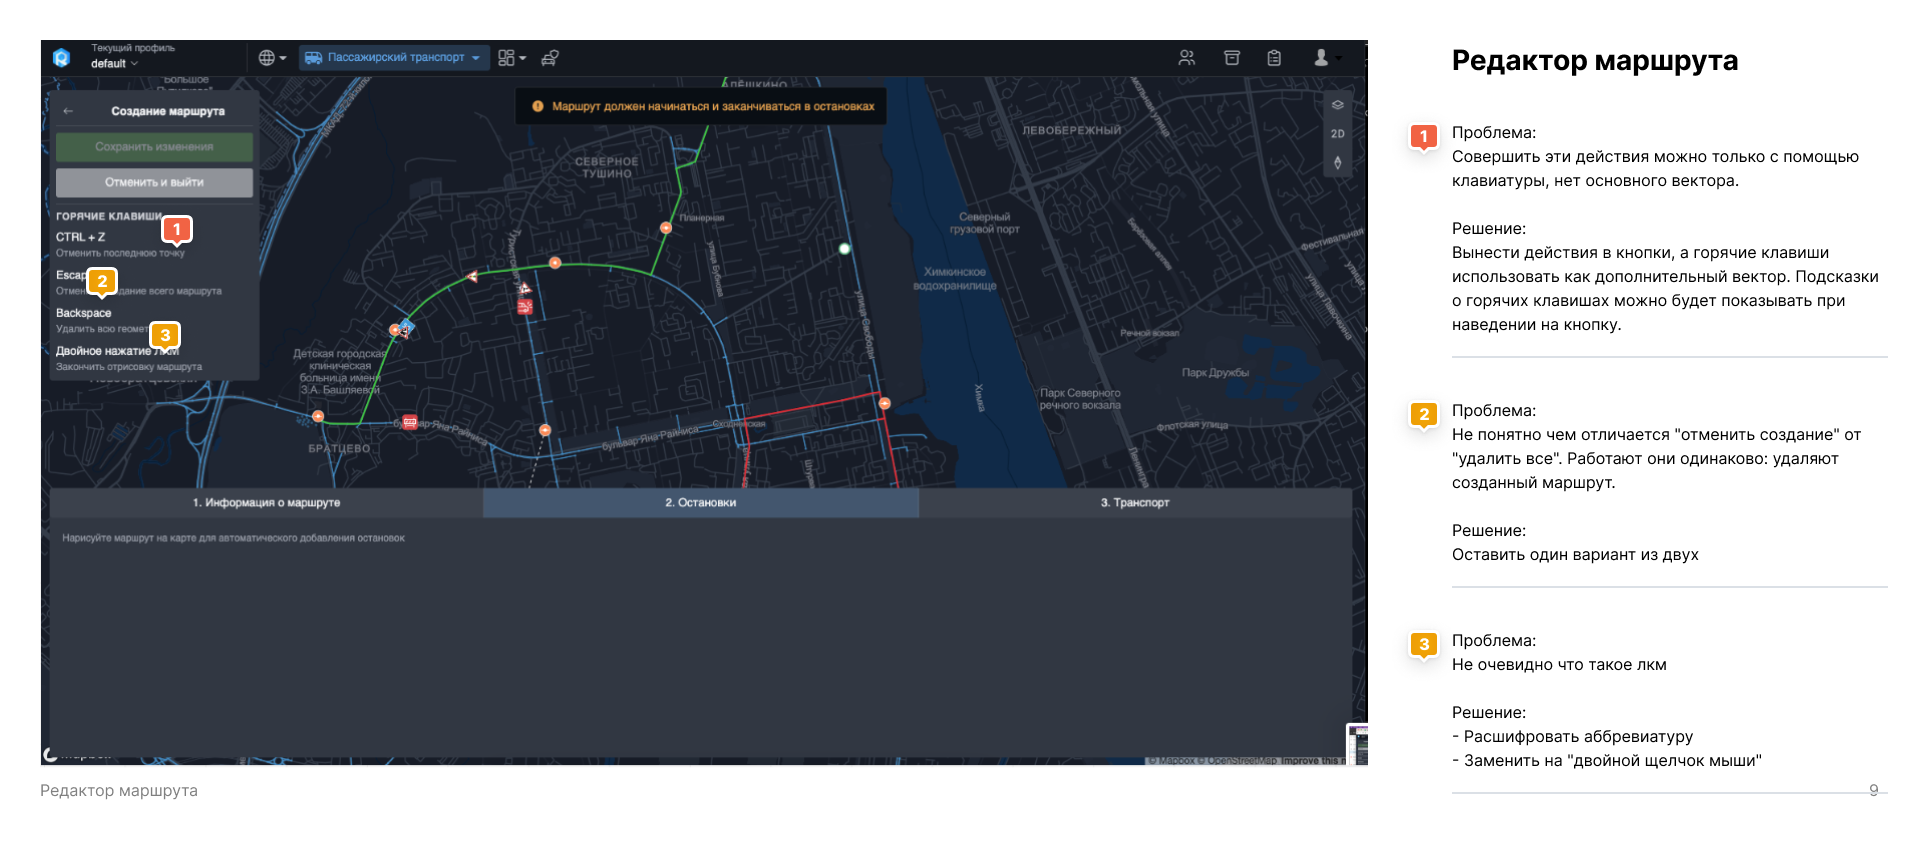 Текущий профиль
default
Пассажирский транспорт
Создание маршрута
Сохранить изменения
Отменить и выйти
ГОРЯЧИЕ КЛАВИШИ
1
CTRL + Z
Отменить последнюю точку
2
Backspace
Удалить всю
3
Двойное нажатие ЛКМ
Закончить отрисовку маршрута
Маршрут должен начинаться и заканчиваться в остановках
2D
ЛЕВОБЕРЕЖНЫЙ
СЕВЕРНОЕ
ТУШИНО
Планерная
Северный
грузовой порт
Фестивальная
Химкинское
водохранилище
улица Бубнова
улица Свободы
Речной вокзал
Детская городская
клиническая
больница имени
З.А. Башляевой
Парк Дружбы
Химка
Парк Северного
речного вокзала
Флотская улица
БРАТЦЕВО
бульвар Яна Райниса
Сходненская
бульвар Яна Райниса
1. Информация о маршруте
2. Остановки
3. Транспорт
Нарисуйте маршрут на карте для автоматического добавления остановок
© Mapbox © OpenStreetMap Improve this
Редактор маршрута
Редактор маршрута
1
Проблема:
Совершить эти действия можно только с помощью
клавиатуры, нет основного вектора.
Решение:
Вынести действия в кнопки, а горячие клавиши
использовать как дополнительный вектор. Подсказки
о горячих клавишах можно будет показывать при
наведении на кнопку.
2
Проблема:
Не понятно чем отличается "отменить создание" от
"удалить все". Работают они одинаково: удаляют
созданный маршрут.
Решение:
Оставить один вариант из двух
3
Проблема:
Не очевидно что такое лкм
Решение:
- Расшифровать аббревиатуру
- Заменить на "двойной щелчок мыши"
9